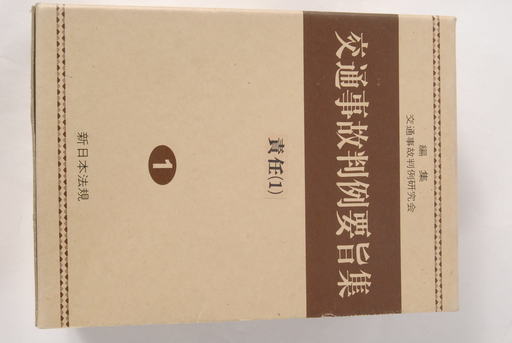 編集
交通事故判例研究会
交通事故判例要旨集
責任(1)
1
新日本法規